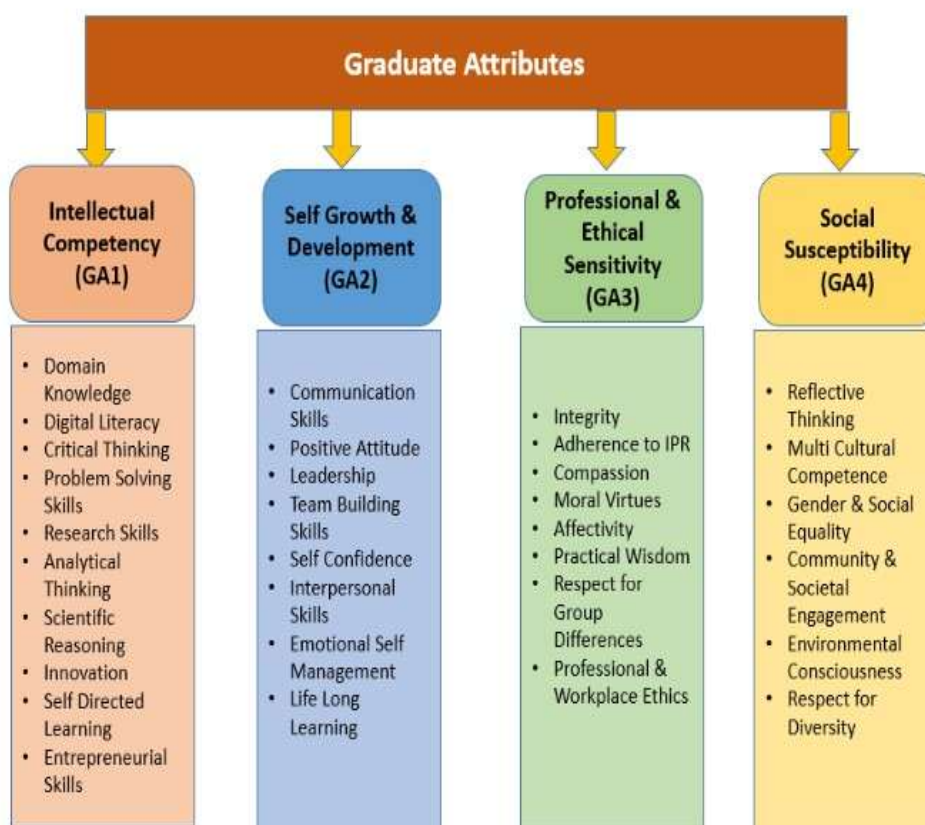 Graduate Attributes
Intellectual
Competency
(GA1)
• Domain
Knowledge
• Digital Literacy
• Critical Thinking
• Problem Solving
Skills
• Research Skills
• Analytical
Thinking
• Scientific
Reasoning
• Innovation
• Self Directed
Learning
• Entrepreneurial
Skills
Self Growth &
Development
(GA2)
• Communication
Skills
• Positive Attitude
• Leadership
• Team Building
Skills
• Self Confidence
• Interpersonal
Skills
• Emotional Self
Management
• Life Long
Learning
Professional &
Ethical
Sensitivity
(GA3)
• Integrity
• Adherence to IPR
• Compassion
• Moral Virtues
• Affectivity
• Practical Wisdom
• Respect for
Group
Differences
• Professional &
Workplace Ethics
Social
Susceptibility
(GA4)
• Reflective
Thinking
• Multi Cultural
Competence
• Gender & Social
Equality
• Community &
Societal
Engagement
• Environmental
Consciousness
• Respect for
Diversity